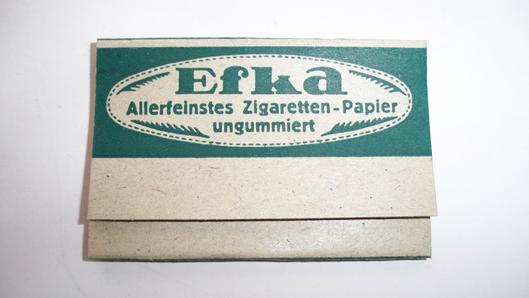 Efka
Allerfeinstes Zigaretten-Papier
ungummiert